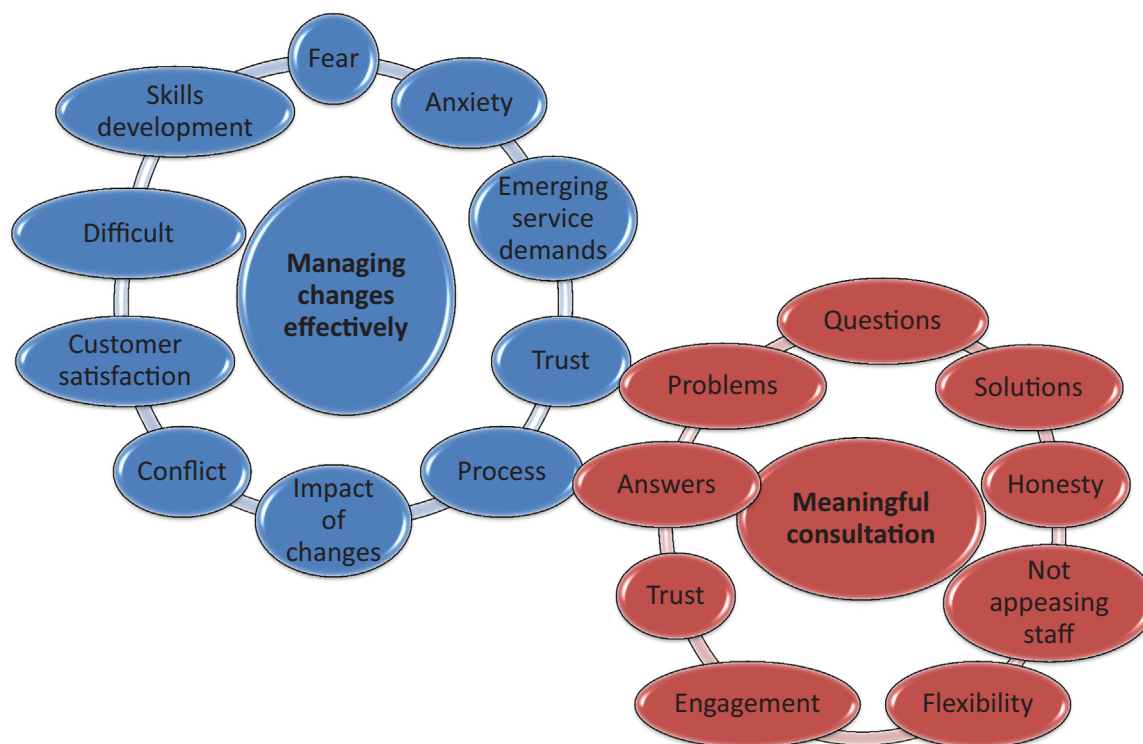 Fear
Anxiety
Emerging
service
demands
Trust
Process
Impact
of
changes
Conflict
Customer
satisfaction
Difficult
Skills
development
Managing
changes
effectively
Questions
Solutions
Honesty
Not
appeasing
staff
Flexibility
Engagement
Trust
Answers
Problems
Meaningful
consultation